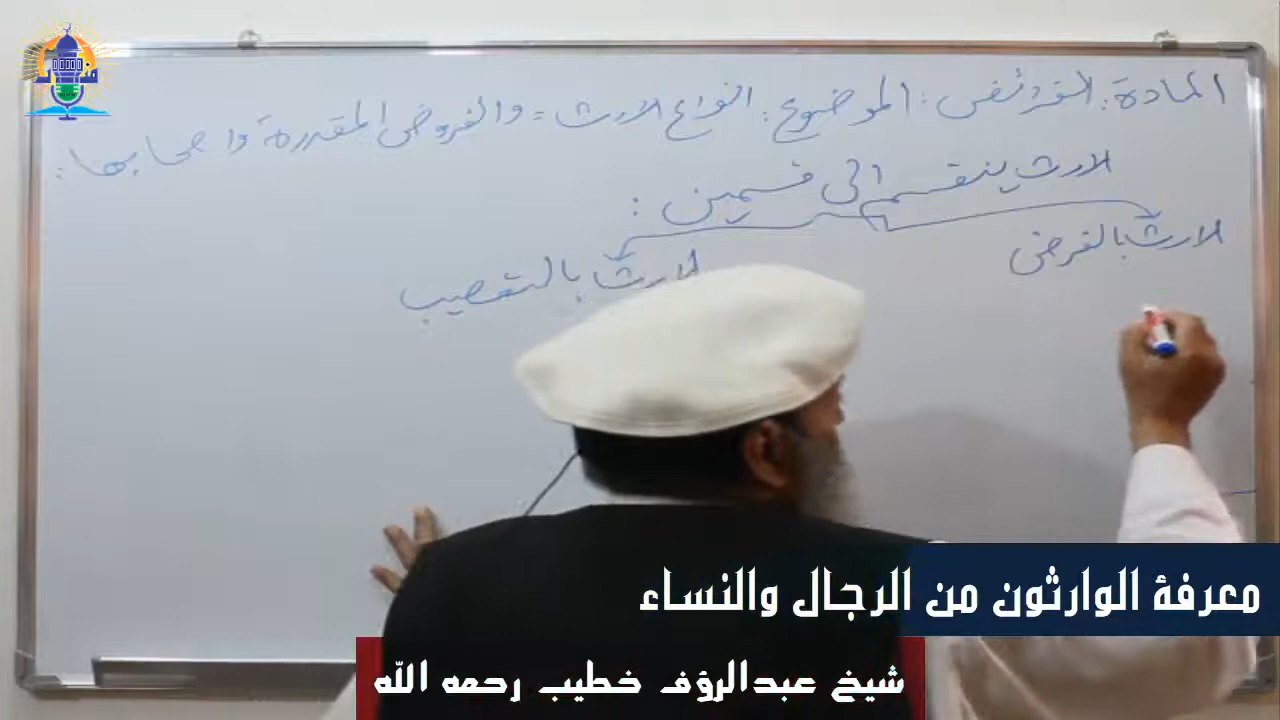 المادة: الفرائض: الموضوع: انواع الارث = والفروض المقدرة واصحابها:
الارث ينقسم الى قسمين:
الارث بالفرض
الارث بالتعصيب
معرفة الوارثون من الرجال والنساء
شيخ عبدالرؤف خطيب رحمه الله